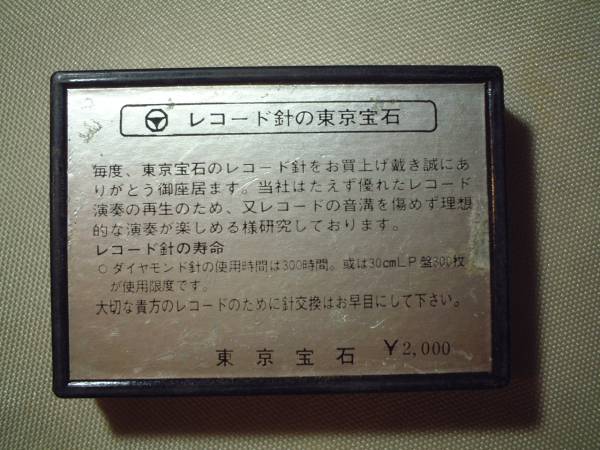 レコード針の東京宝石
毎度、東京宝石のレコード針をお買上げ戴き誠にあ
りがとう御座居ます。当社はたえず優れたレコード
演奏の再生のため、又レコードの音溝を傷めず理想
的な演奏が楽しめる様研究しております。
レコード針の寿命
○ダイヤモンド針の使用時間は300時間。或は30cmLP盤300枚
が使用限度です。
大切な貴方のレコードのために針交換はお早目にして下さい。
東京宝石 ¥2,000